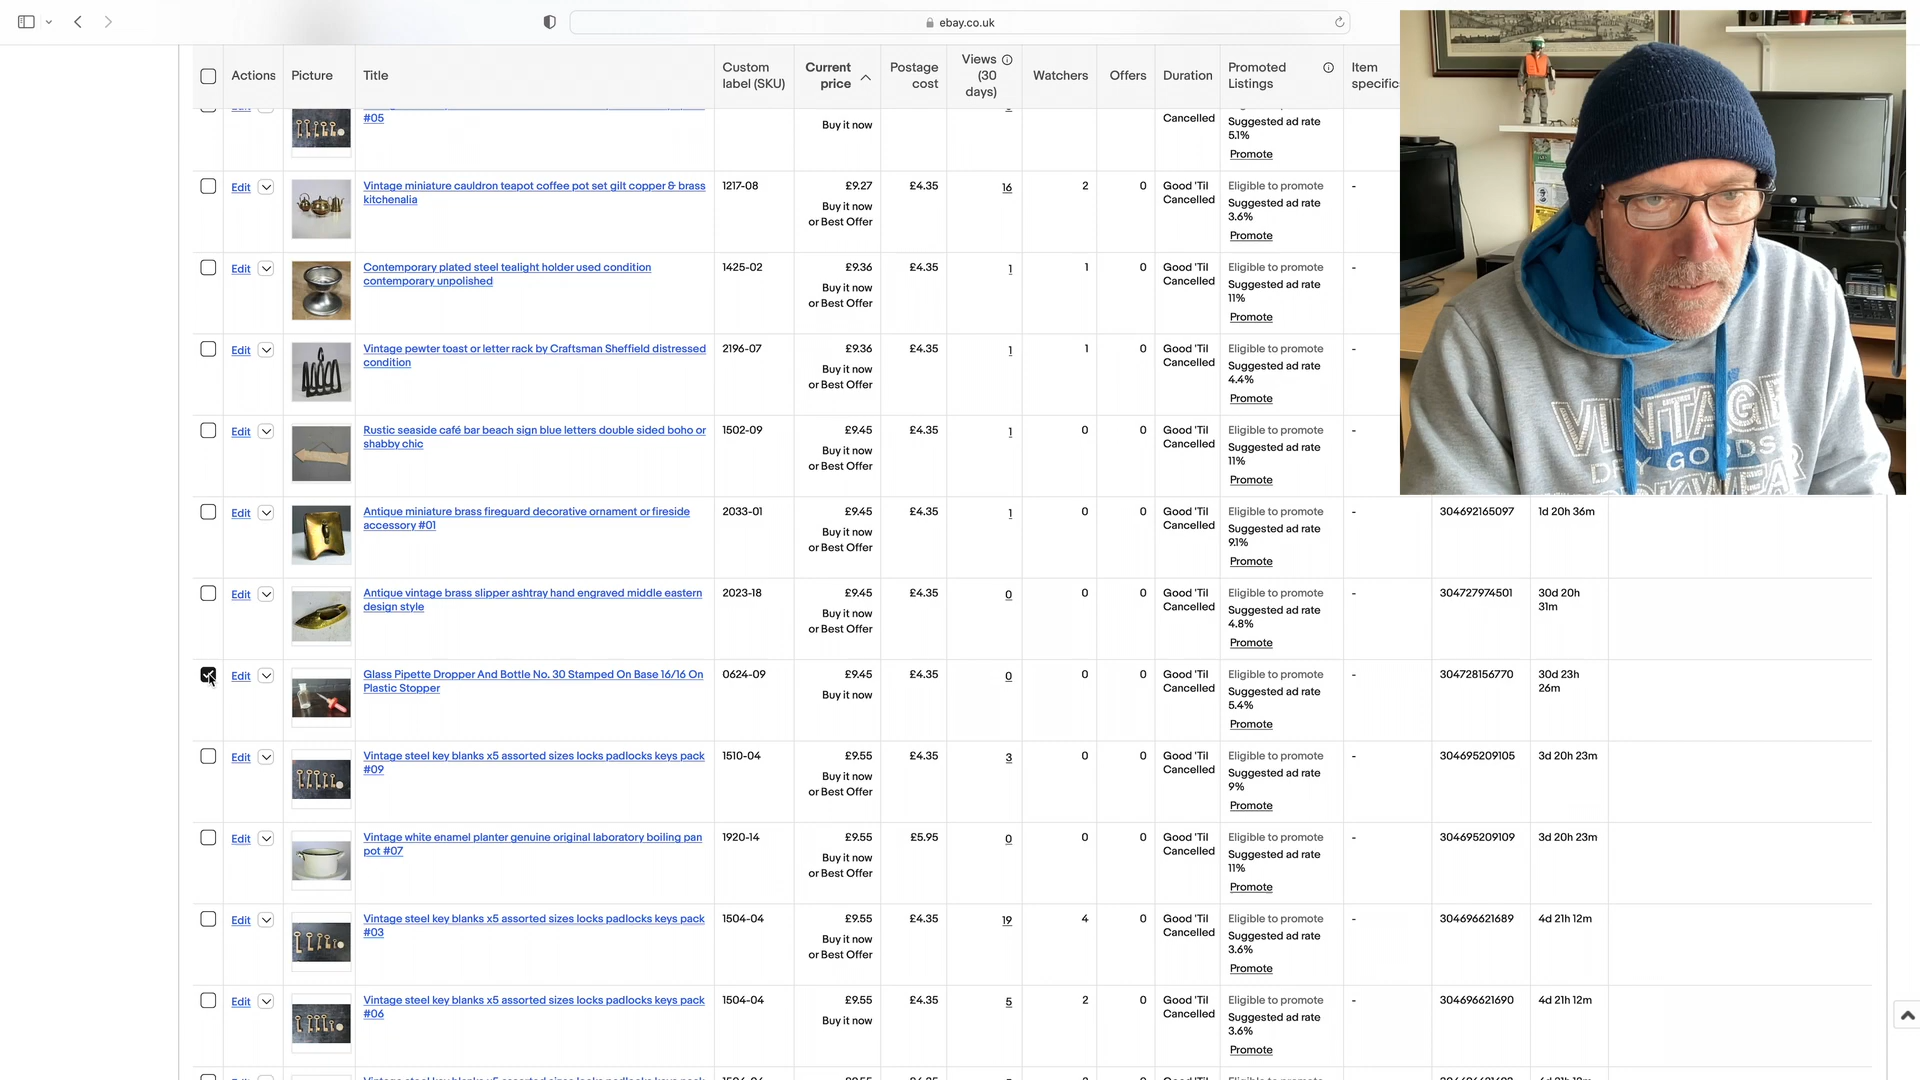 ebay.co.uk
Actions Picture Title Custom label (SKU) Current price Postage cost Views (30 days) Watchers Offers Duration Promoted Listings Item
#05 Buy it now Cancelled Suggested ad rate 5.1% Promote
Edit Vintage miniature cauldron teapot coffee pot set gilt copper & brass kitchenalia 1217-08 £9.27 Buy it now or Best Offer £4.35 16 2 0 Good 'Til Cancelled Eligible to promote Suggested ad rate 3.6% Promote -
Edit Contemporary plated steel tealight holder used condition contemporary unpolished 1425-02 £9.36 Buy it now or Best Offer £4.35 1 1 0 Good 'Til Cancelled Eligible to promote Suggested ad rate 11% Promote -
Edit Vintage pewter toast or letter rack by Craftsman Sheffield distressed condition 2196-07 £9.36 Buy it now or Best Offer £4.35 1 1 0 Good 'Til Cancelled Eligible to promote Suggested ad rate 4.4% Promote -
Edit Rustic seaside café bar beach sign blue letters double sided boho or shabby chic 1502-09 £9.45 Buy it now or Best Offer £4.35 1 0 0 Good 'Til Cancelled Eligible to promote Suggested ad rate 11% Promote -
Edit Antique miniature brass fireguard decorative ornament or fireside accessory #01 2033-01 £9.45 Buy it now or Best Offer £4.35 1 0 0 Good 'Til Cancelled Eligible to promote Suggested ad rate 9.1% Promote - 304692165097 1d 20h 36m
Edit Antique vintage brass slipper ashtray hand engraved middle eastern design style 2023-18 £9.45 Buy it now or Best Offer £4.35 0 0 0 Good 'Til Cancelled Eligible to promote Suggested ad rate 4.8% Promote - 304727974501 30d 20h 31m
Edit Glass Pipette Dropper And Bottle No. 30 Stamped On Base 16/16 On Plastic Stopper 0624-09 £9.45 Buy it now £4.35 0 0 0 Good 'Til Cancelled Eligible to promote Suggested ad rate 5.4% Promote - 304728156770 30d 23h 26m
Edit Vintage steel key blanks x5 assorted sizes locks padlocks keys pack #09 1510-04 £9.55 Buy it now or Best Offer £4.35 3 0 0 Good 'Til Cancelled Eligible to promote Suggested ad rate 9% Promote - 304695209105 3d 20h 23m
Edit Vintage white enamel planter genuine original laboratory boiling pan pot #07 1920-14 £9.55 Buy it now or Best Offer £5.95 0 0 0 Good 'Til Cancelled Eligible to promote Suggested ad rate 11% Promote - 304695209109 3d 20h 23m
Edit Vintage steel key blanks x5 assorted sizes locks padlocks keys pack #03 1504-04 £9.55 Buy it now or Best Offer £4.35 19 4 0 Good 'Til Cancelled Eligible to promote Suggested ad rate 3.6% Promote - 304696621689 4d 21h 12m
Edit Vintage steel key blanks x5 assorted sizes locks padlocks keys pack #06 1504-04 £9.55 Buy it now £4.35 5 2 0 Good 'Til Cancelled Eligible to promote Suggested ad rate 3.6% Promote - 304696621690 4d 21h 12m
VINTAGE
DRY GOODS